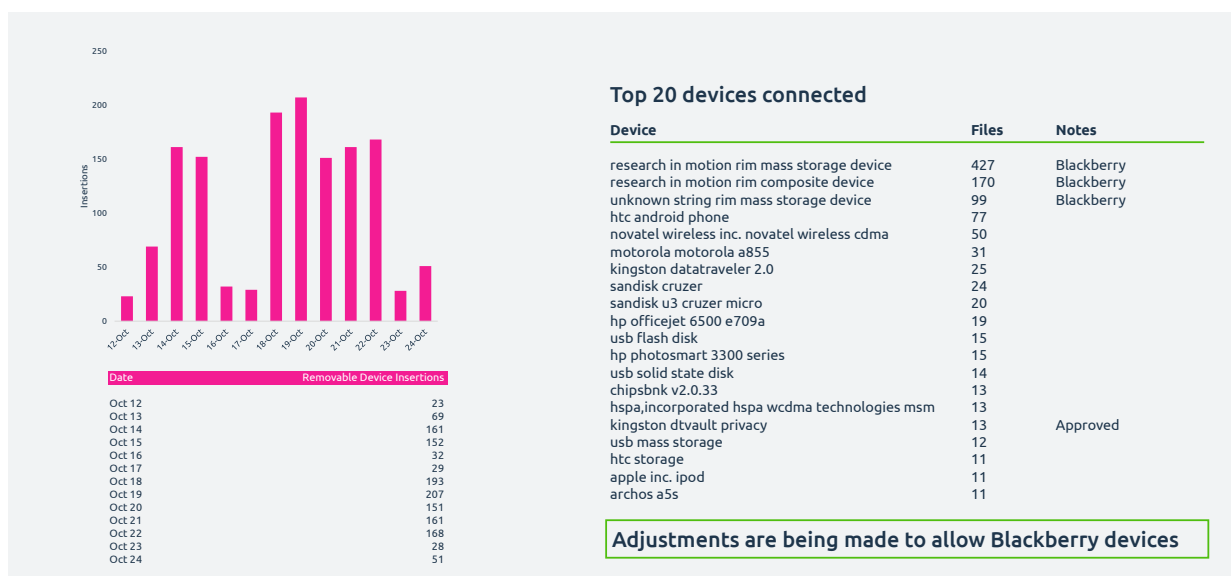 250
200
150
100
50
0
Insertions
12-Oct 13-Oct 14-Oct 15-Oct 16-Oct 17-Oct 18-Oct 19-Oct 20-Oct 21-Oct 22-Oct 23-Oct 24-Oct
Date Removable Device Insertions
Oct 12 23
Oct 13 69
Oct 14 161
Oct 15 152
Oct 16 32
Oct 17 29
Oct 18 193
Oct 19 207
Oct 20 151
Oct 21 161
Oct 22 168
Oct 23 28
Oct 24 51
Top 20 devices connected
Device Files Notes
research in motion rim mass storage device 427 Blackberry
research in motion rim composite device 170 Blackberry
unknown string rim mass storage device 99 Blackberry
htc android phone 77
novatel wireless inc. novatel wireless cdma 50
motorola motorola a855 31
kingston datatraveler 2.0 25
sandisk cruzer 24
sandisk u3 cruzer micro 20
hp officejet 6500 e709a 19
usb flash disk 15
hp photosmart 3300 series 15
usb solid state disk 14
chipsbnk v2.0.33 13
hspa,incorporated hspa wcdma technologies msm 13
kingston dtvault privacy 13 Approved
usb mass storage 12
htc storage 11
apple inc. ipod 11
archos a5s 11
Adjustments are being made to allow Blackberry devices